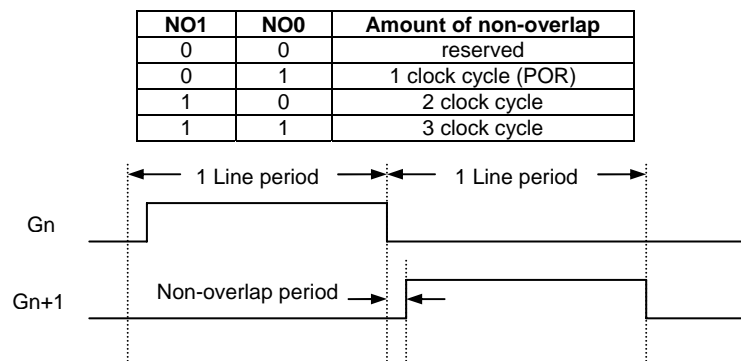 NO1 NO0 Amount of non-overlap
0 0 reserved
0 1 1 clock cycle (POR)
1 0 2 clock cycle
1 1 3 clock cycle
1 Line period 1 Line period
Gn
Non-overlap period
Gn+1